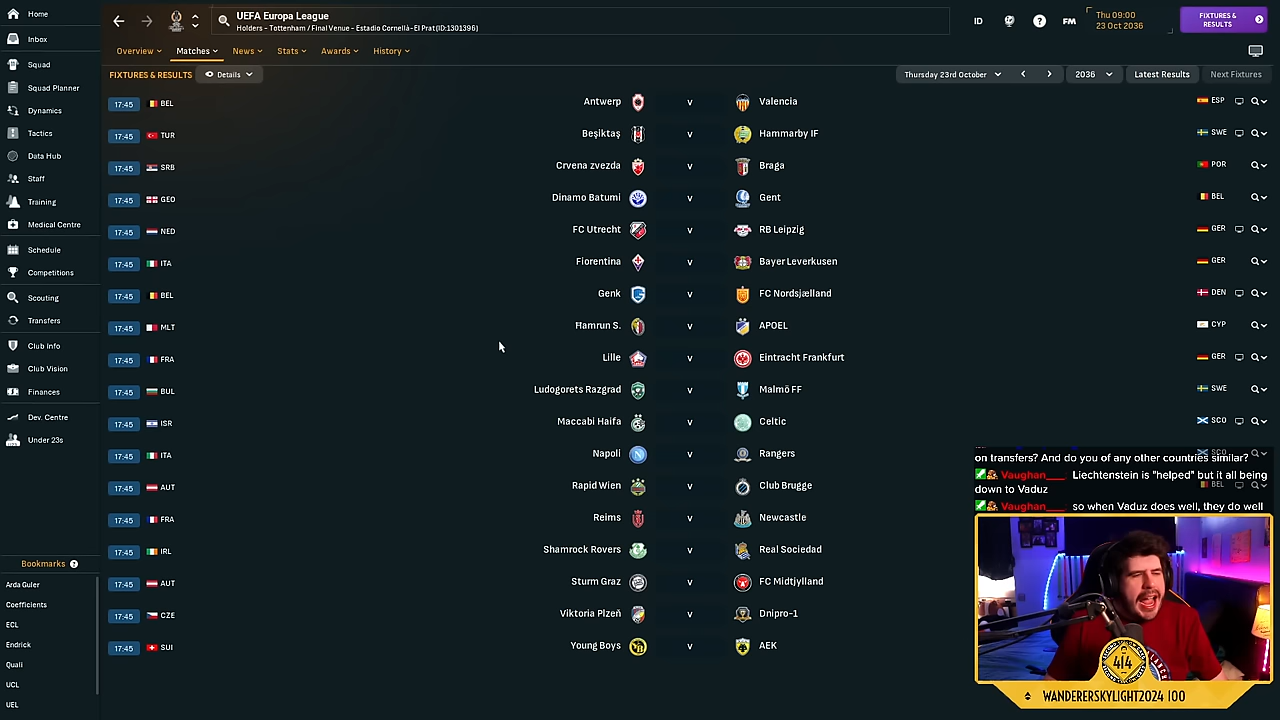 Home
UEFA Europa League
Holders - Tottenham / Final Venue - Estadio Cornellà-El Prat (ID:1301396)
ID
FM
Thu 09:00
23 Oct 2036
FIXTURES &
RESULTS
Inbox
Overview
Matches
News
Stats
Awards
History
Squad
FIXTURES & RESULTS
Details
Thursday 23rd October
2036
Latest Results
Next Fixtures
Squad Planner
Dynamics
Tactics
Data Hub
Staff
Training
Medical Centre
Schedule
Competitions
Scouting
Transfers
Club Info
Club Vision
Finances
Dev. Centre
Under 23s
17:45 BEL Antwerp v Valencia ESP
17:45 TUR Beşiktaş v Hammarby IF SWE
17:45 SRB Crvena zvezda v Braga POR
17:45 GEO Dinamo Batumi v Gent BEL
17:45 NED FC Utrecht v RB Leipzig GER
17:45 ITA Fiorentina v Bayer Leverkusen GER
17:45 BEL Genk v FC Nordsjælland DEN
17:45 MLT Ħamrun S. v APOEL CYP
17:45 FRA Lille v Eintracht Frankfurt GER
17:45 BUL Ludogorets Razgrad v Malmö FF SWE
17:45 ISR Maccabi Haifa v Celtic SCO
17:45 ITA Napoli v Rangers SCO
17:45 AUT Rapid Wien v Club Brugge BEL
17:45 FRA Reims v Newcastle
17:45 IRL Shamrock Rovers v Real Sociedad
17:45 AUT Sturm Graz v FC Midtjylland
17:45 CZE Viktoria Plzeň v Dnipro-1
17:45 SUI Young Boys v AEK
Bookmarks
Arda Guler
Coefficients
ECL
Endrick
Quali
UCL
UEL
on transfers? And do you of any other countries similar?
Vaughan___ Liechtenstein is "helped" but it all being
down to Vaduz
Vaughan___ so when Vaduz does well, they do well
4|4
WANDERERSKYLIGHT2024 100